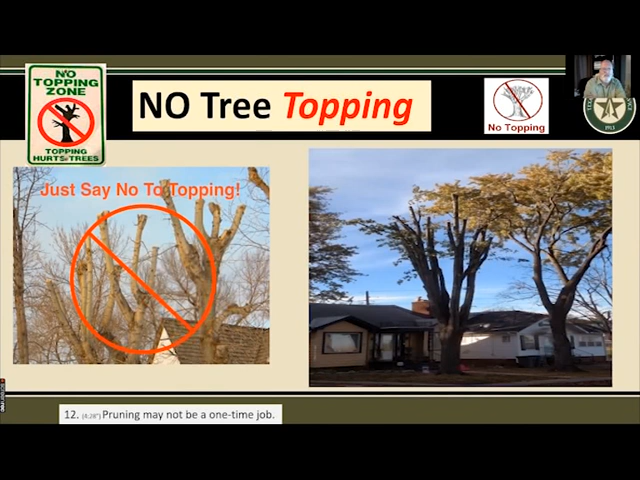 NO
TOPPING
ZONE
TOPPING
HURTS TREES
NO Tree Topping
No Topping
1915
Just Say No To Topping!
12. (4:28") Pruning may not be a one-time job.